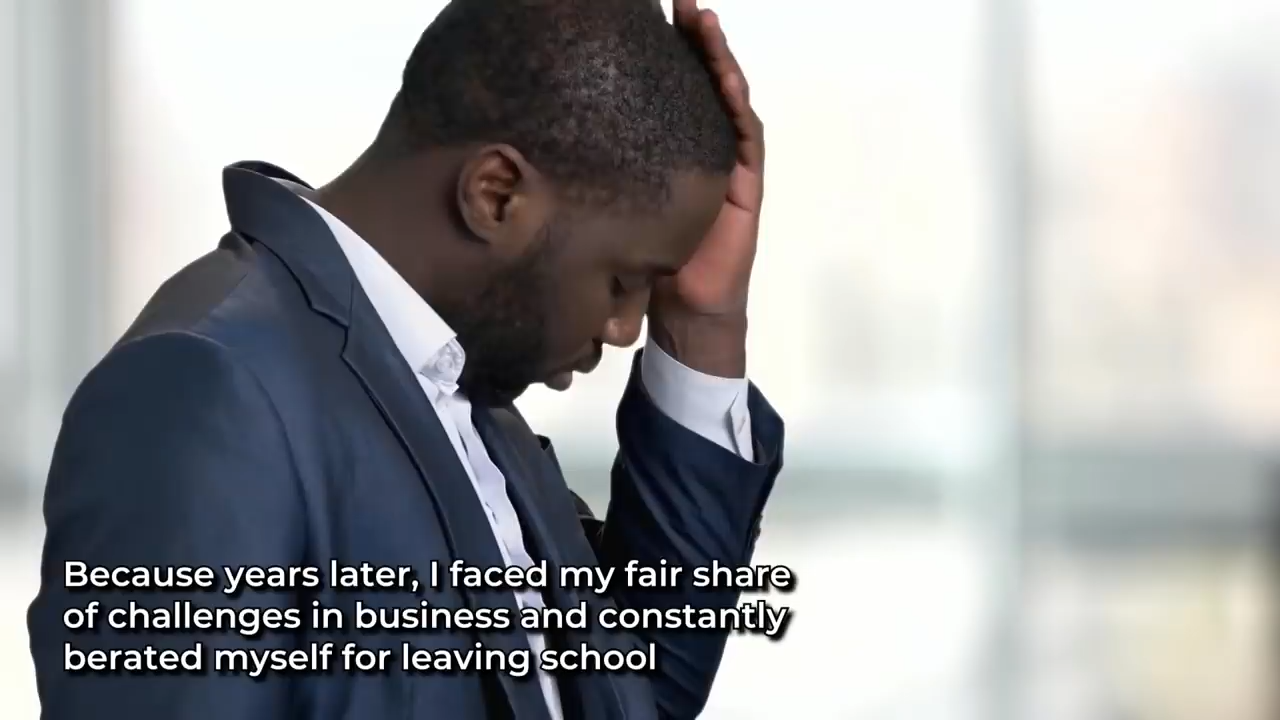 Because years later, I faced my fair share
of challenges in business and constantly
berated myself for leaving school